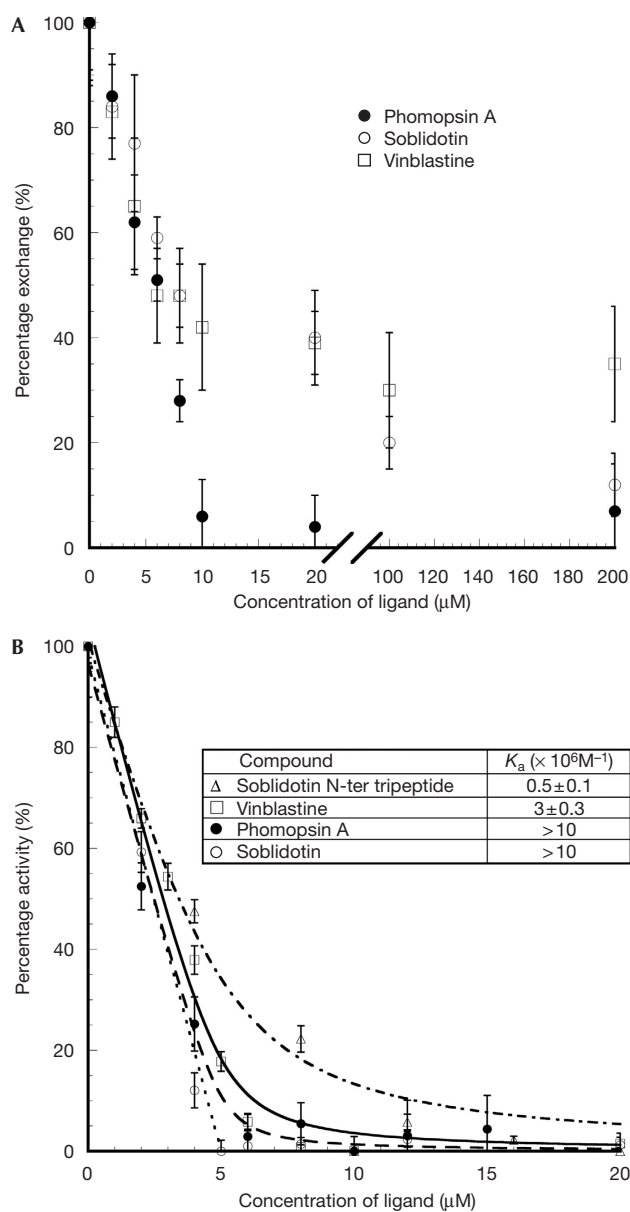 A
100
80
60
40
20
0
Percentage exchange (%)
Phomopsin A
Soblidotin
Vinblastine
0 5 10 15 20 100 120 140 160 180 200
Concentration of ligand (μM)
B
100
80
60
40
20
0
Percentage activity (%)
Compound Kₐ (× 10⁶M⁻¹)
Soblidotin N-ter tripeptide 0.5±0.1
Vinblastine 3±0.3
Phomopsin A >10
Soblidotin >10
0 5 10 15 20
Concentration of ligand (μM)